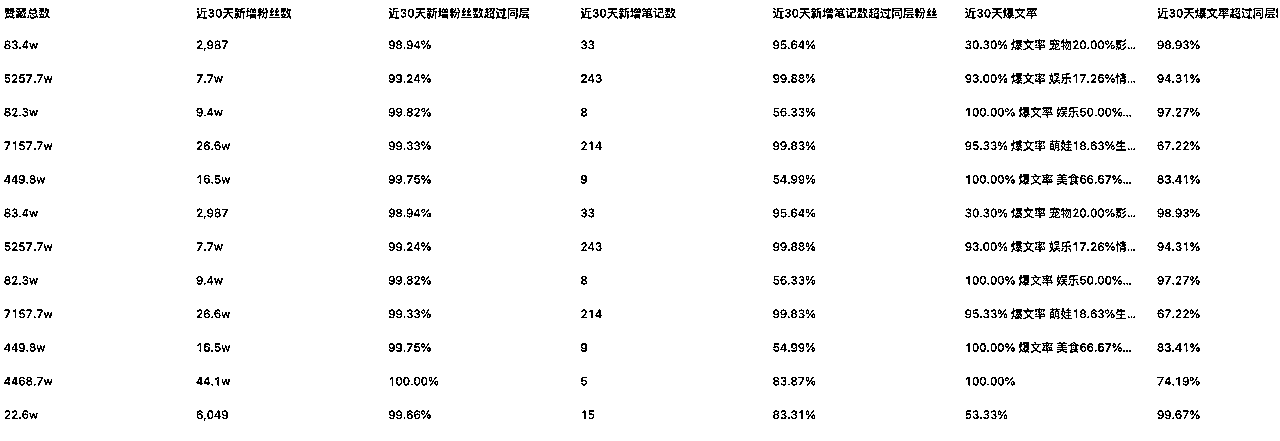 赞藏总数 近30天新增粉丝数 近30天新增粉丝数超过同层 近30天新增笔记数 近30天新增笔记数超过同层粉丝 近30天爆文率 近30天爆文率超过同层
83.4w 2,987 98.94% 33 95.64% 30.30% 爆文率 宠物20.00%影... 98.93%
5257.7w 7.7w 99.24% 243 99.88% 93.00% 爆文率 娱乐17.26%情... 94.31%
82.3w 9.4w 99.82% 8 56.33% 100.00% 爆文率 娱乐50.00%... 97.27%
7157.7w 26.6w 99.33% 214 99.83% 95.33% 爆文率 萌娃18.63%生... 67.22%
449.8w 16.5w 99.75% 9 54.99% 100.00% 爆文率 美食66.67%... 83.41%
83.4w 2,987 98.94% 33 95.64% 30.30% 爆文率 宠物20.00%影... 98.93%
5257.7w 7.7w 99.24% 243 99.88% 93.00% 爆文率 娱乐17.26%情... 94.31%
82.3w 9.4w 99.82% 8 56.33% 100.00% 爆文率 娱乐50.00%... 97.27%
7157.7w 26.6w 99.33% 214 99.83% 95.33% 爆文率 萌娃18.63%生... 67.22%
449.8w 16.5w 99.75% 9 54.99% 100.00% 爆文率 美食66.67%... 83.41%
4468.7w 44.1w 100.00% 5 83.87% 100.00% 74.19%
22.6w 6,049 99.66% 15 83.31% 53.33% 99.67%